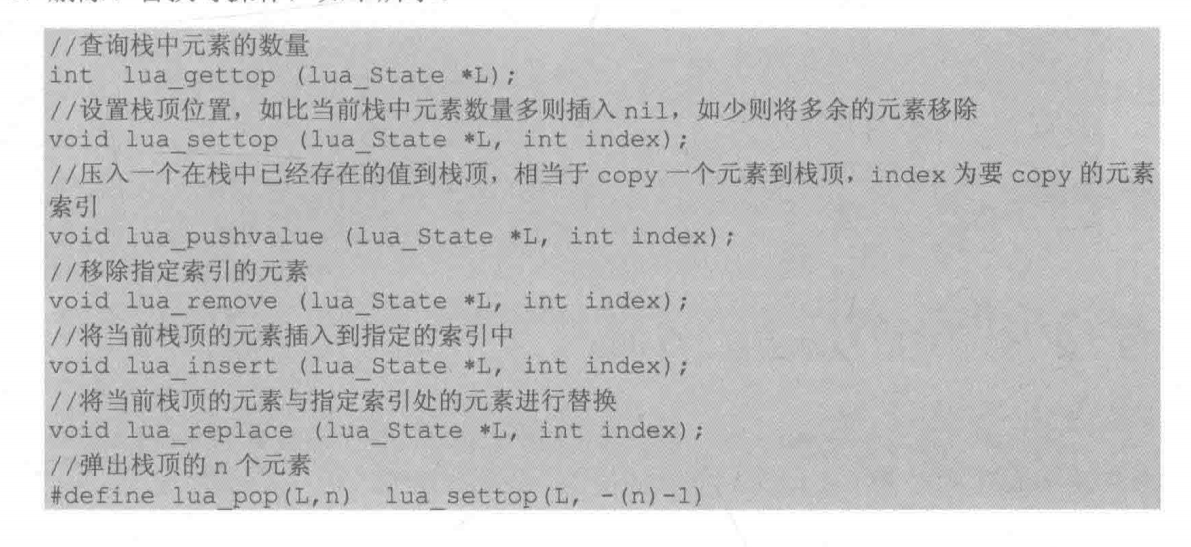 //查询栈中元素的数量
int  lua_gettop (lua_State *L);
//设置栈顶位置，如比当前栈中元素数量多则插入 nil，如少则将多余的元素移除
void lua_settop (lua_State *L, int index);
//压入一个在栈中已经存在的值到栈顶，相当于 copy 一个元素到栈顶，index 为要 copy 的元素
索引
void lua_pushvalue (lua_State *L, int index);
//移除指定索引的元素
void lua_remove (lua_State *L, int index);
//将当前栈顶的元素插入到指定的索引中
void lua_insert (lua_State *L, int index);
//将当前栈顶的元素与指定索引处的元素进行替换
void lua_replace (lua_State *L, int index);
//弹出栈顶的 n 个元素
#define lua_pop(L,n)  lua_settop(L, -(n)-1)